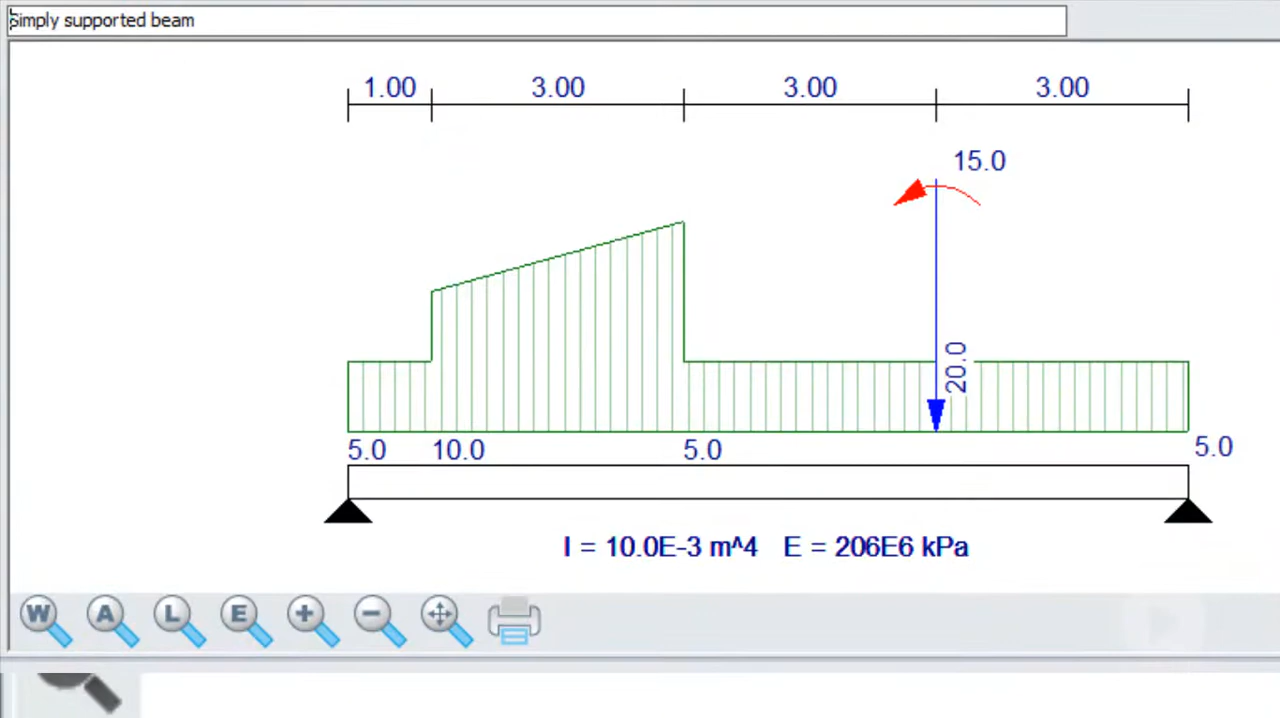 Simply supported beam
1.00 3.00 3.00 3.00
15.0
20.0
5.0 10.0 5.0 5.0
I = 10.0E-3 m^4 E = 206E6 kPa
W A L E